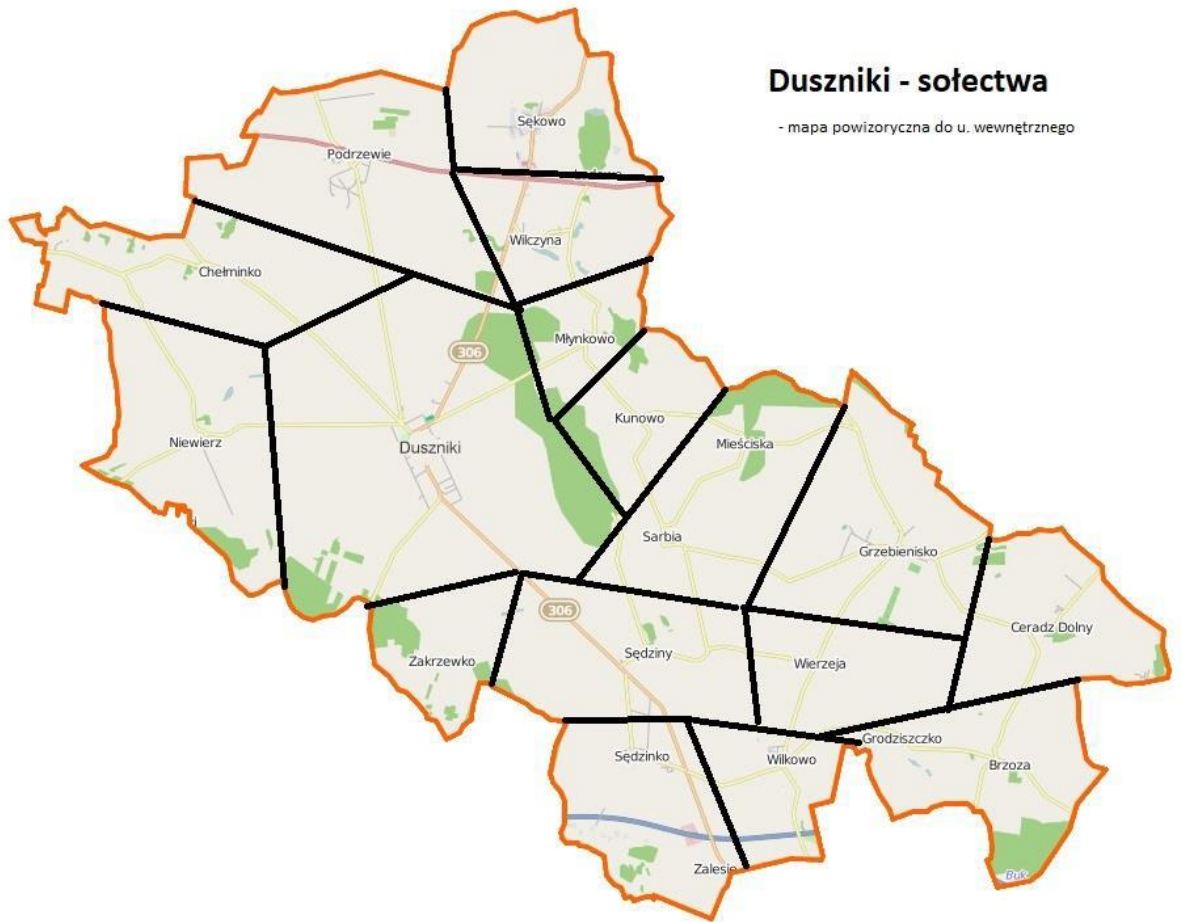 Duszniki - sołectwa
- mapa powizoryczna do u. wewnętrznego
Sękowo
Podrzewie
Wilczyna
Chełminko
Młynkowo
306
Kunowo
Mieściska
Niewierz
Duszniki
Sarbia
Grzebienisko
306
Ceradz Dolny
Sędziny
Zakrzewko
Wierzeja
Grodziszczko
Sędzinko
Wilkowo
Brzoza
Zalesie
Buk